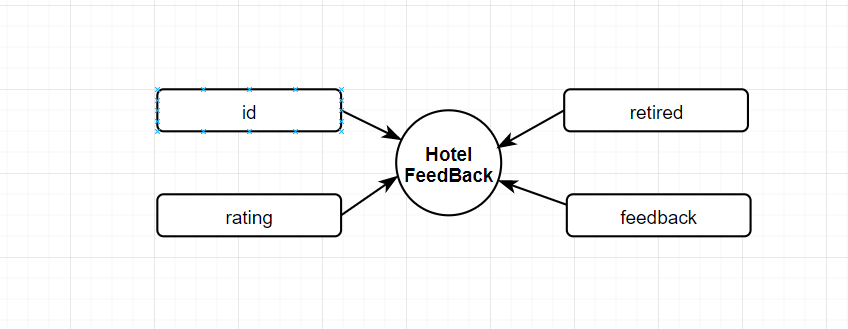 id
retired
Hotel
FeedBack
rating
feedback